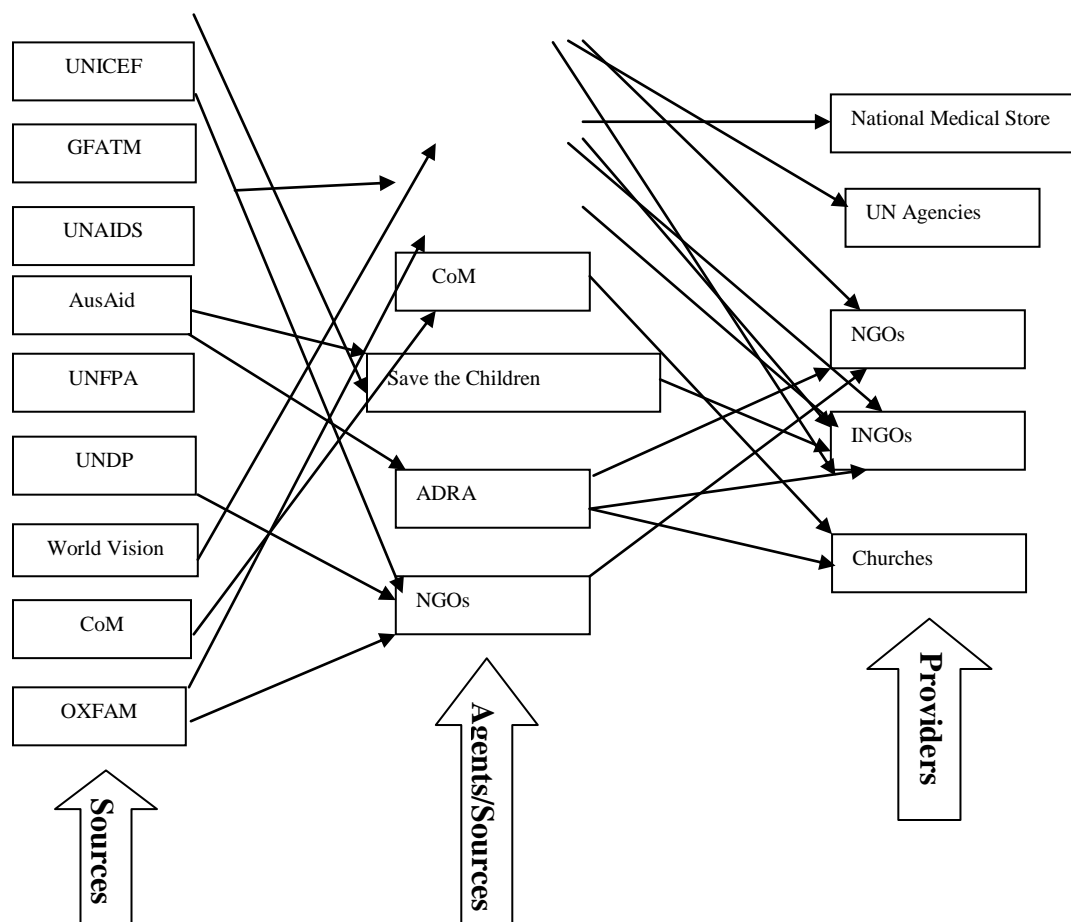 UNICEF
GFATM
UNAIDS
AusAid
UNFPA
UNDP
World Vision
CoM
OXFAM
Sources
CoM
Save the Children
ADRA
NGOs
Agents/Sources
National Medical Store
UN Agencies
NGOs
INGOs
Churches
Providers